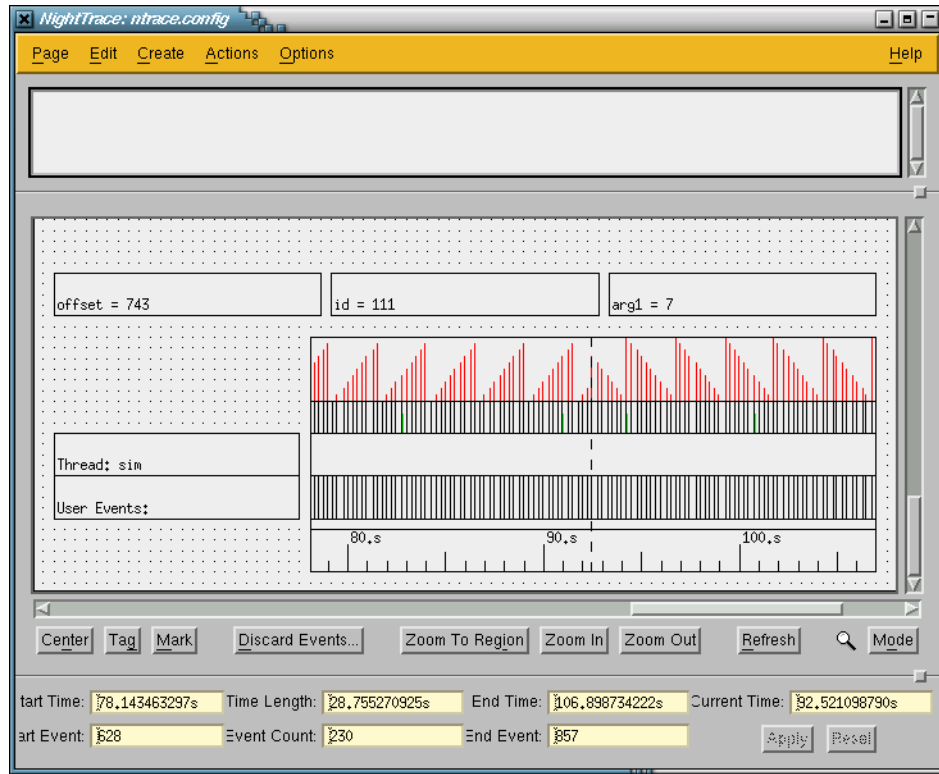 NightTrace: ntrace.config
Page Edit Create Actions Options Help
offset = 743 id = 111 arg1 = 7
Thread: sim
User Events:
80.s 90.s 100.s
Center Tag Mark Discard Events... Zoom To Region Zoom In Zoom Out Refresh Mode
tart Time: 78.143463297s Time Length: 28.755270925s End Time: 106.898734222s Current Time: 92.521098790s
art Event: 628 Event Count: 230 End Event: 857 Apply Reset